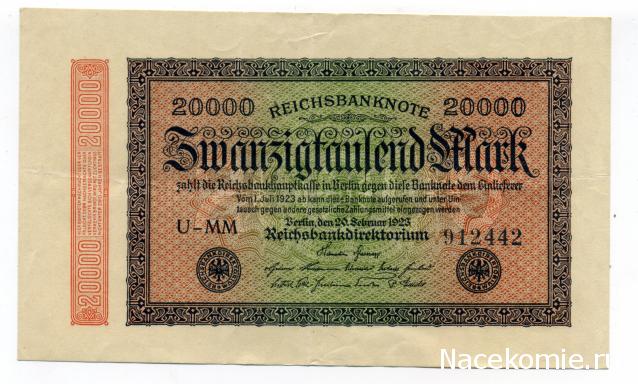 20000 REICHSBANKNOTE 20000
Zwanzigtausend Mark
zahlt die Reichsbankhauptkasse in Berlin gegen diese Banknote dem Einlieferer
Vom 1. Juli 1923 ab kann diese Banknote aufgerufen und unter Um-
tausch gegen andere gesetzliche Zahlungsmittel eingezogen werden
Berlin, den 20. Februar 1923
U-MM Reichsbankdirektorium 912442
20000
20000
Nacekomie.ru